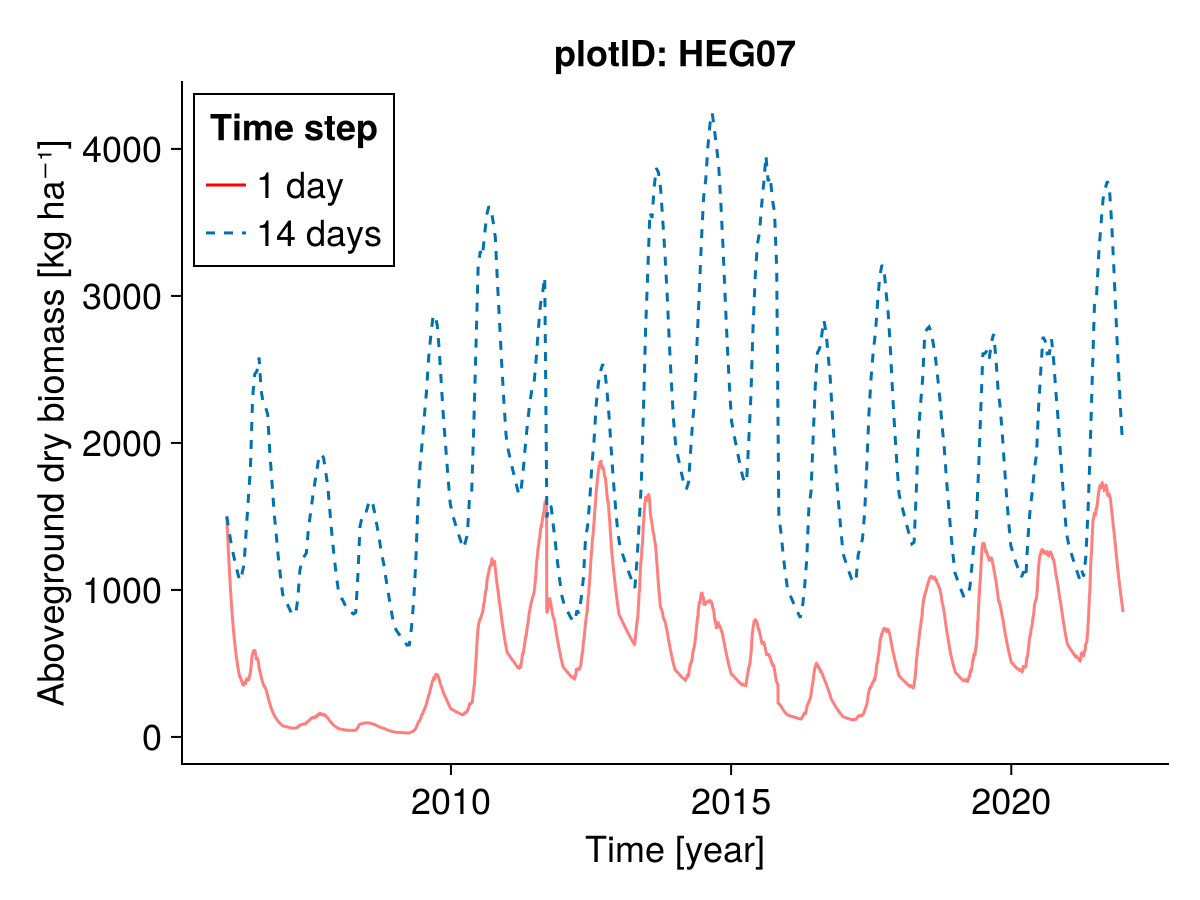 plotID: HEG07
Time step
1 day
14 days
Aboveground dry biomass [kg ha⁻¹]
4000
3000
2000
1000
0
2010
2015
2020
Time [year]